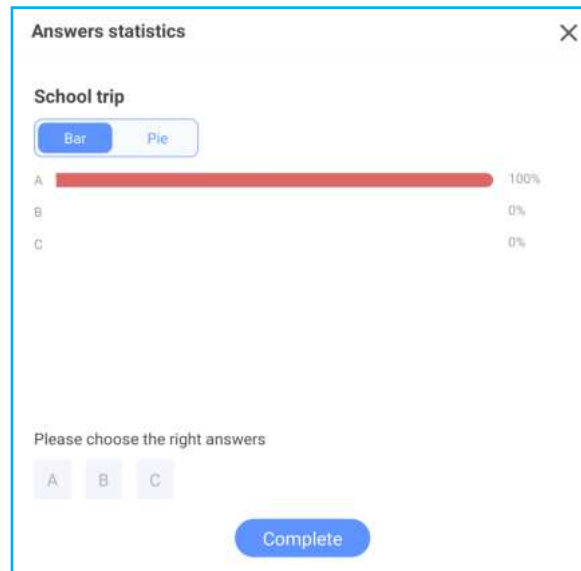 Answers statistics
School trip
Bar Pie
A 100%
B 0%
C 0%
Please choose the right answers
A B C
Complete